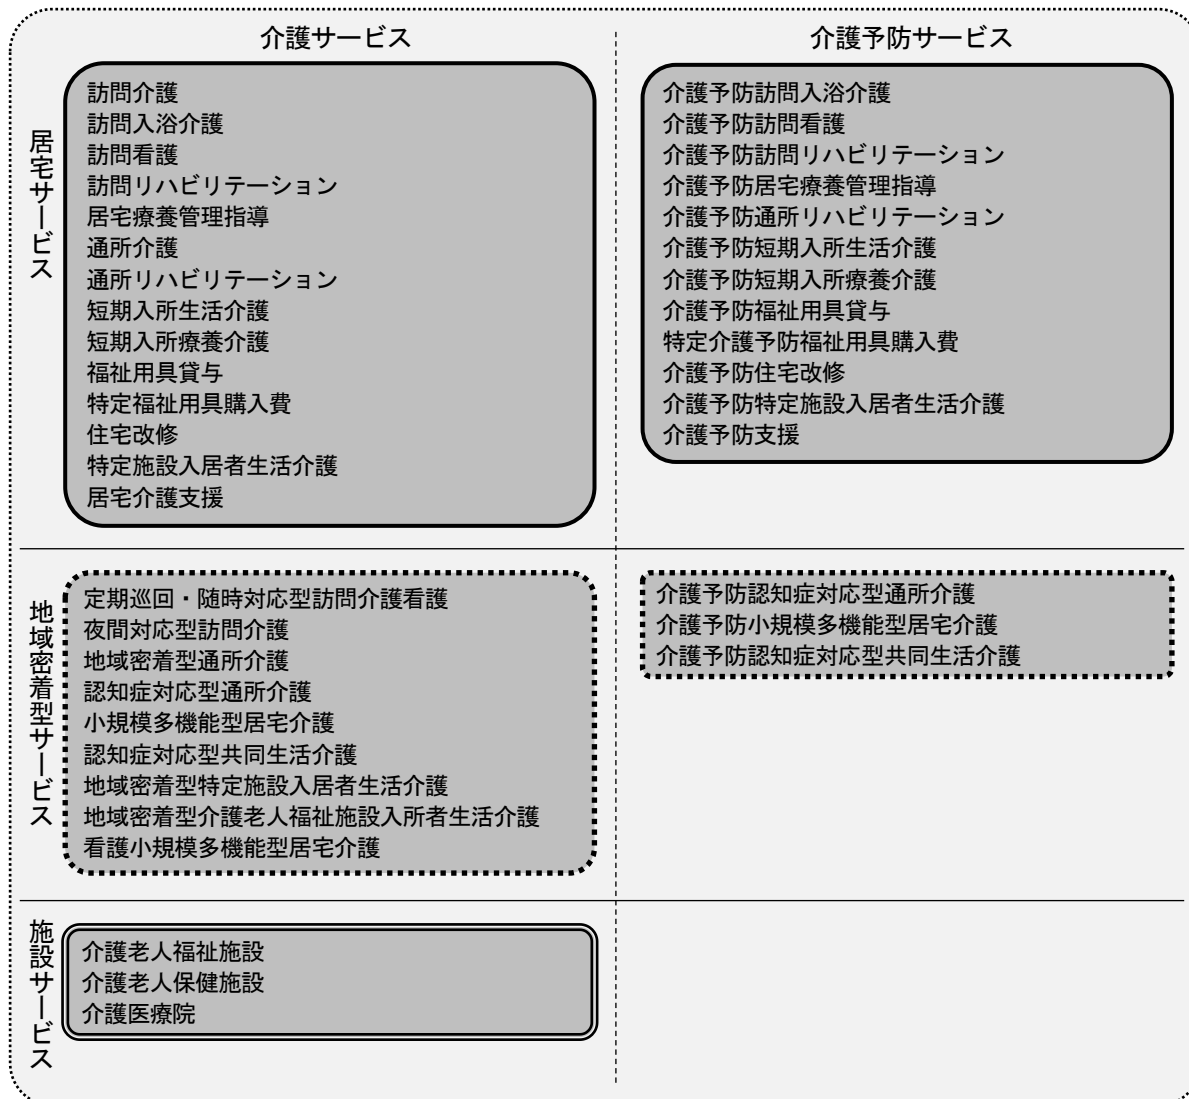 介護サービス
介護予防サービス
居宅サービス
訪問介護
訪問入浴介護
訪問看護
訪問リハビリテーション
居宅療養管理指導
通所介護
通所リハビリテーション
短期入所生活介護
短期入所療養介護
福祉用具貸与
特定福祉用具購入費
住宅改修
特定施設入居者生活介護
居宅介護支援
介護予防訪問入浴介護
介護予防訪問看護
介護予防訪問リハビリテーション
介護予防居宅療養管理指導
介護予防通所リハビリテーション
介護予防短期入所生活介護
介護予防短期入所療養介護
介護予防福祉用具貸与
特定介護予防福祉用具購入費
介護予防住宅改修
介護予防特定施設入居者生活介護
介護予防支援
地域密着型サービス
定期巡回・随時対応型訪問介護看護
夜間対応型訪問介護
地域密着型通所介護
認知症対応型通所介護
小規模多機能型居宅介護
認知症対応型共同生活介護
地域密着型特定施設入居者生活介護
地域密着型介護老人福祉施設入所者生活介護
看護小規模多機能型居宅介護
介護予防認知症対応型通所介護
介護予防小規模多機能型居宅介護
介護予防認知症対応型共同生活介護
施設サービス
介護老人福祉施設
介護老人保健施設
介護医療院